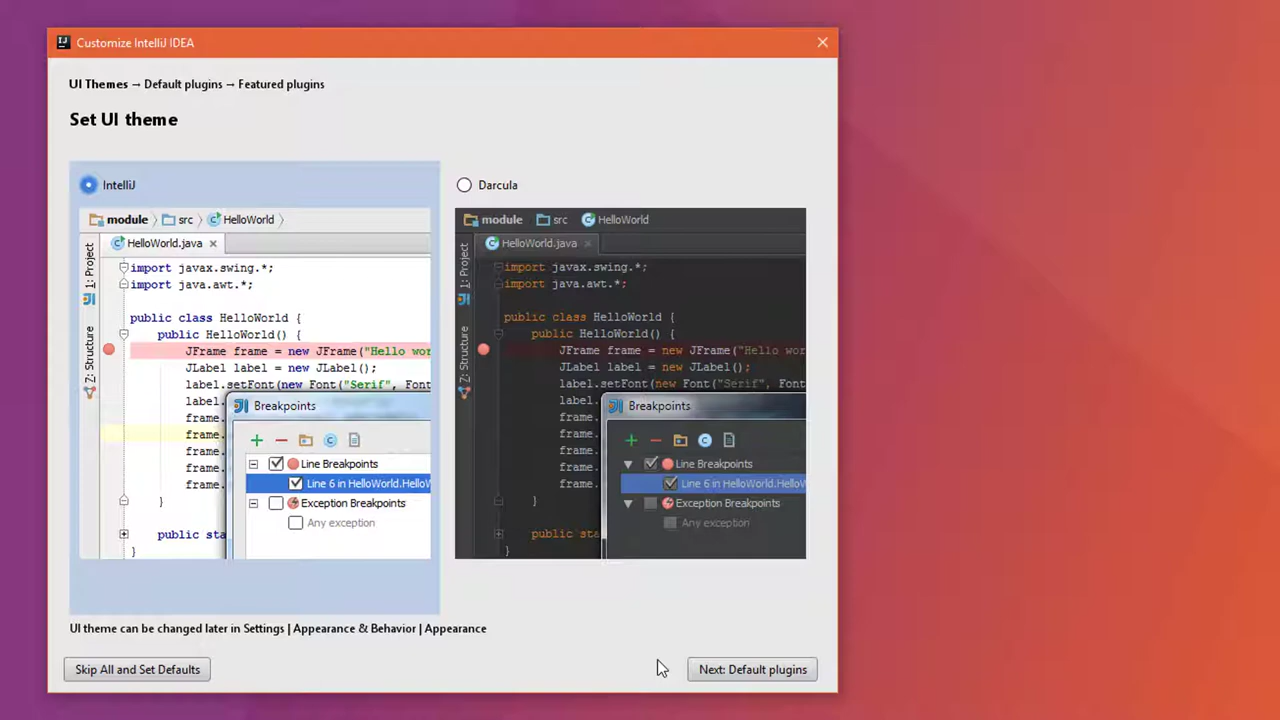 Customize IntelliJ IDEA
UI Themes → Default plugins → Featured plugins
Set UI theme
IntelliJ
module src HelloWorld
HelloWorld.java
1: Project
Z: Structure
import javax.swing.*;
import java.awt.*;
public class HelloWorld {
public HelloWorld() {
JFrame frame = new JFrame("Hello wor
JLabel label = new JLabel();
label.setFont(new Font("Serif", Font
label.
frame.
frame.
frame.
frame.
frame.
}
public sta
}
Breakpoints
Line Breakpoints
Line 6 in HelloWorld.HelloW
Exception Breakpoints
Any exception
Darcula
module src HelloWorld
HelloWorld.java
1: Project
Z: Structure
import javax.swing.*;
import java.awt.*;
public class HelloWorld {
public HelloWorld() {
JFrame frame = new JFrame("Hello wor
JLabel label = new JLabel();
label.setFont(new Font("Serif", Fon
label.
frame.
frame.
frame.
frame.
frame.
}
public sta
}
Breakpoints
Line Breakpoints
Line 6 in HelloWorld.HelloW
Exception Breakpoints
Any exception
UI theme can be changed later in Settings | Appearance & Behavior | Appearance
Skip All and Set Defaults
Next: Default plugins